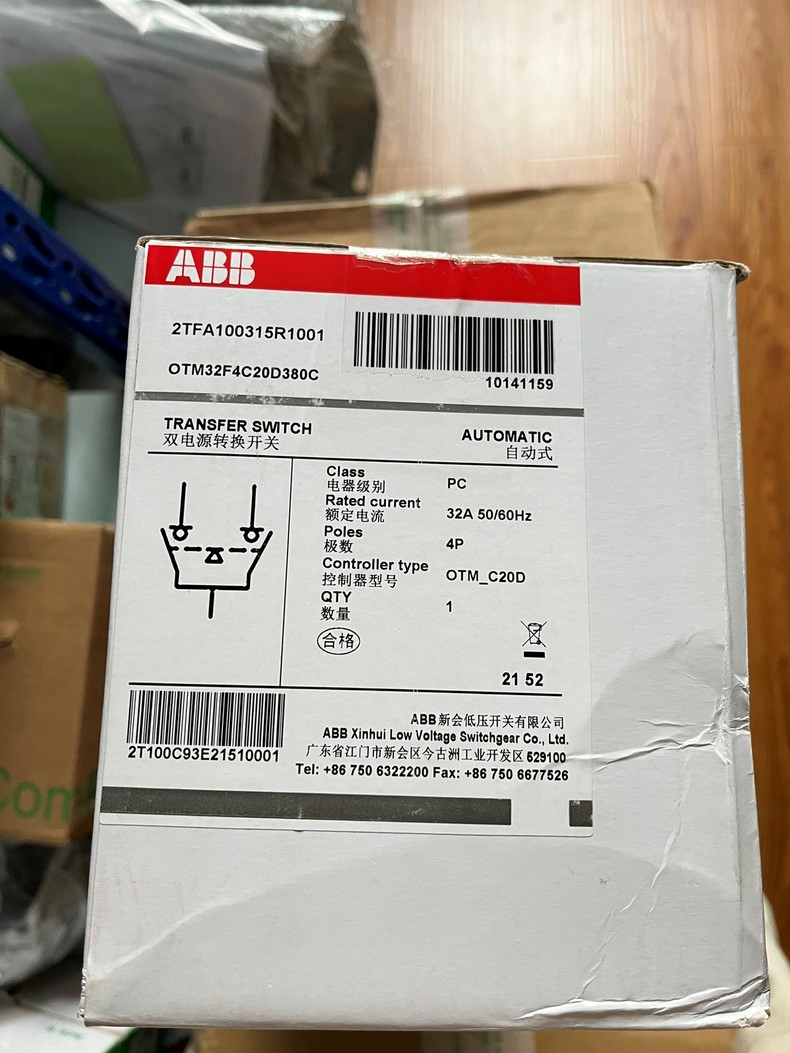 ABB
2TFA100315R1001
OTM32F4C20D380C
10141159
TRANSFER SWITCH
双电源转换开关
AUTOMATIC
自动式
Class
电器级别
PC
Rated current
额定电流
32A 50/60Hz
Poles
极数
4P
Controller type
控制器型号
OTM_C20D
QTY
数量
1
合格
21 52
2T100C93E21510001
ABB新会低压开关有限公司
ABB Xinhui Low Voltage Switchgear Co., Ltd.
广东省江门市新会区今古洲工业开发区 529100
Tel: +86 750 6322200 Fax: +86 750 6677526